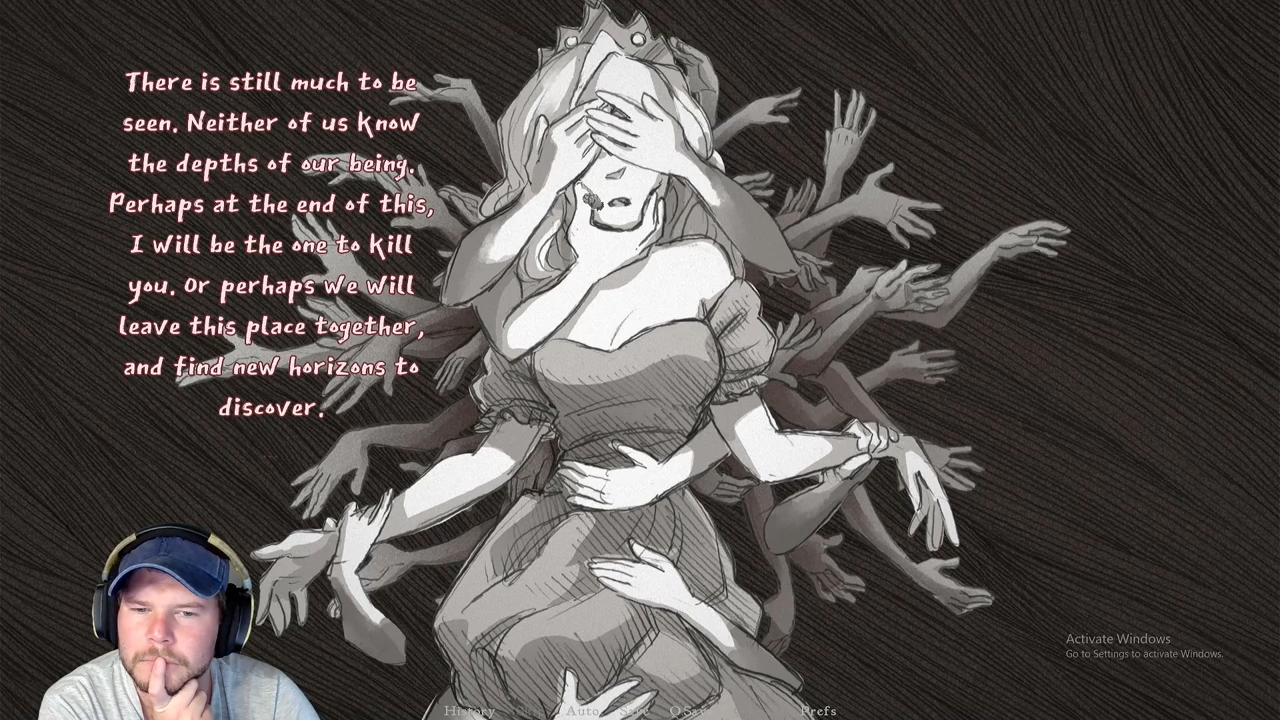 There is still much to be
seen. Neither of us know
the depths of our being.
Perhaps at the end of this,
I will be the one to kill
you. Or perhaps we will
leave this place together,
and find new horizons to
discover.
Activate Windows
Go to Settings to activate Windows.
History Auto Prefs